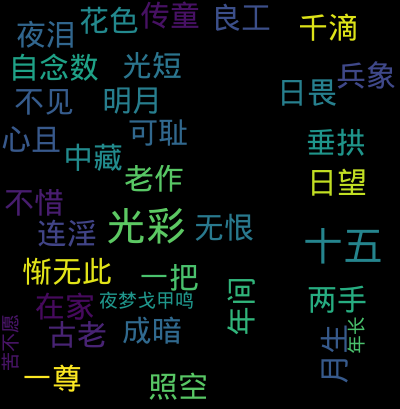 夜泪
花色
传童
良工
千滴
自念数
光短
兵象
不见
明月
日畏
心且
可耻
垂拱
中藏
老作
日望
不惜
连淫
光彩
无恨
十五
惭无此
一把
年间
两手
在家
夜梦戈甲鸣
古老
成暗
月生
年长
苦不愿
一尊
照空